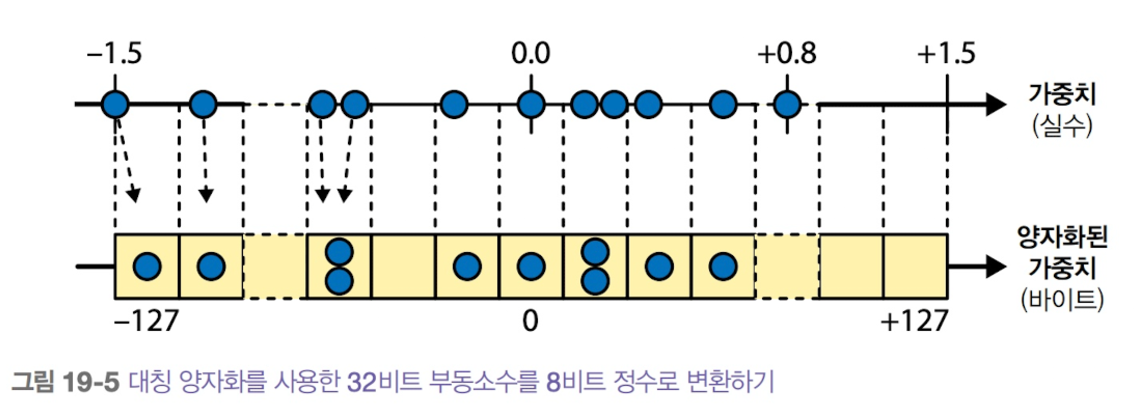 –1.5 0.0 +0.8 +1.5
가중치
(실수)
양자화된
가중치
(바이트)
–127 0 +127
그림 19-5 대칭 양자화를 사용한 32비트 부동소수를 8비트 정수로 변환하기